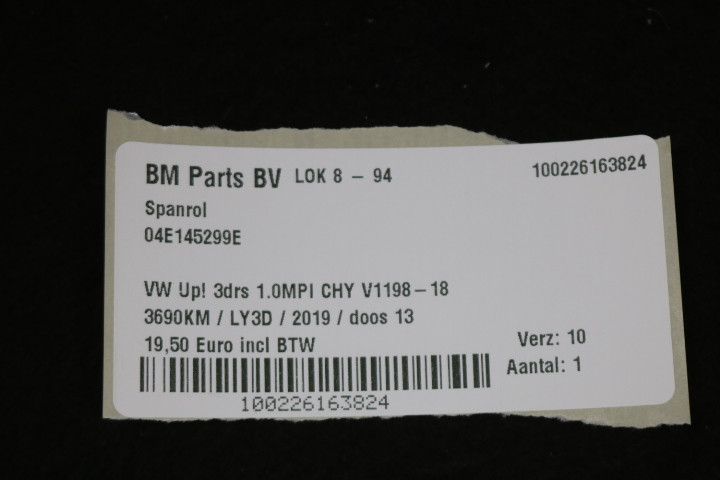 BM Parts BV LOK 8 - 94 100226163824
Spanrol
04E145299E
VW Up! 3drs 1.0MPI CHY V1198-18
3690KM / LY3D / 2019 / doos 13
19,50 Euro incl BTW Verz: 10
Aantal: 1
100226163824